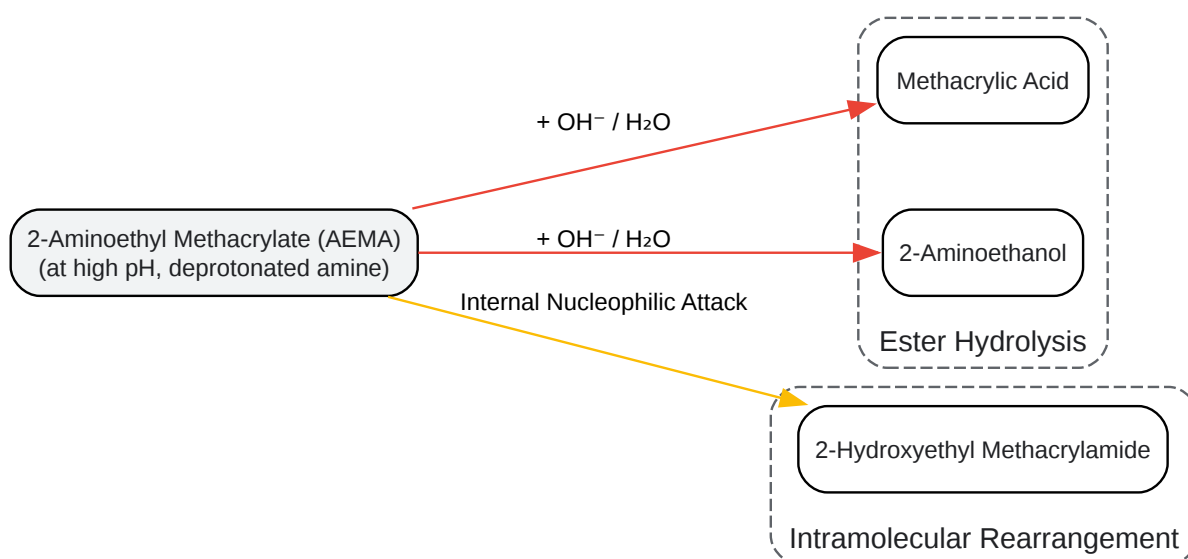 Methacrylic Acid
+ OH⁻ / H₂O
2-Aminoethyl Methacrylate (AEMA)
(at high pH, deprotonated amine)
+ OH⁻ / H₂O
2-Aminoethanol
Internal Nucleophilic Attack
Ester Hydrolysis
2-Hydroxyethyl Methacrylamide
Intramolecular Rearrangement